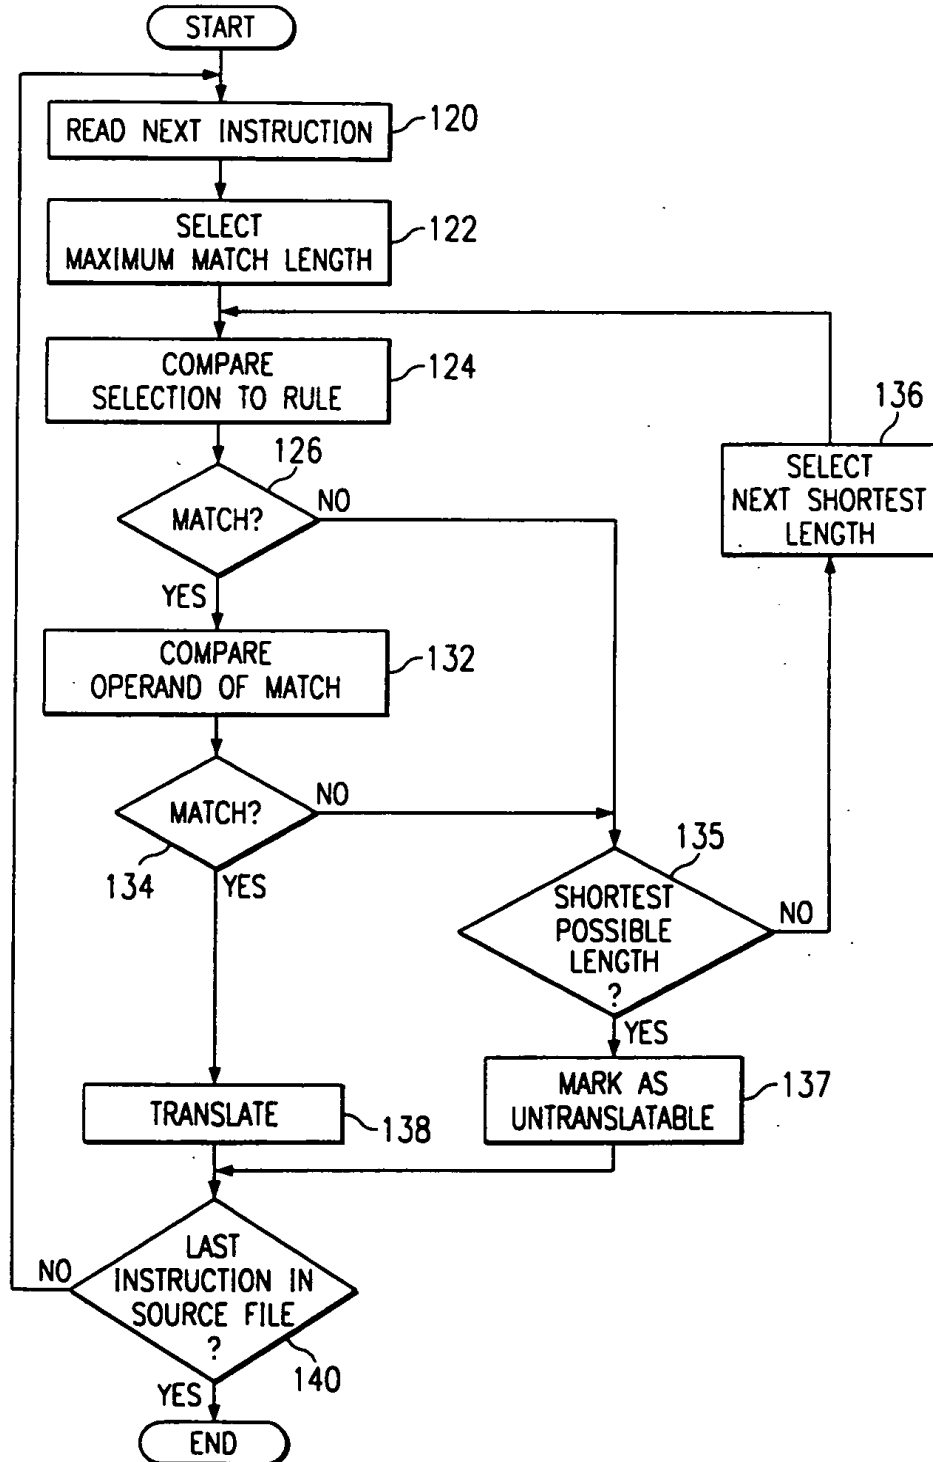 START
READ NEXT INSTRUCTION
120
SELECT
MAXIMUM MATCH LENGTH
122
COMPARE
SELECTION TO RULE
124
136
SELECT
NEXT SHORTEST
LENGTH
126
MATCH?
NO
YES
COMPARE
OPERAND OF MATCH
132
MATCH?
NO
134
YES
135
SHORTEST
POSSIBLE
LENGTH
?
NO
YES
MARK AS
UNTRANSLATABLE
137
TRANSLATE
138
LAST
INSTRUCTION IN
SOURCE FILE
?
NO
140
YES
END